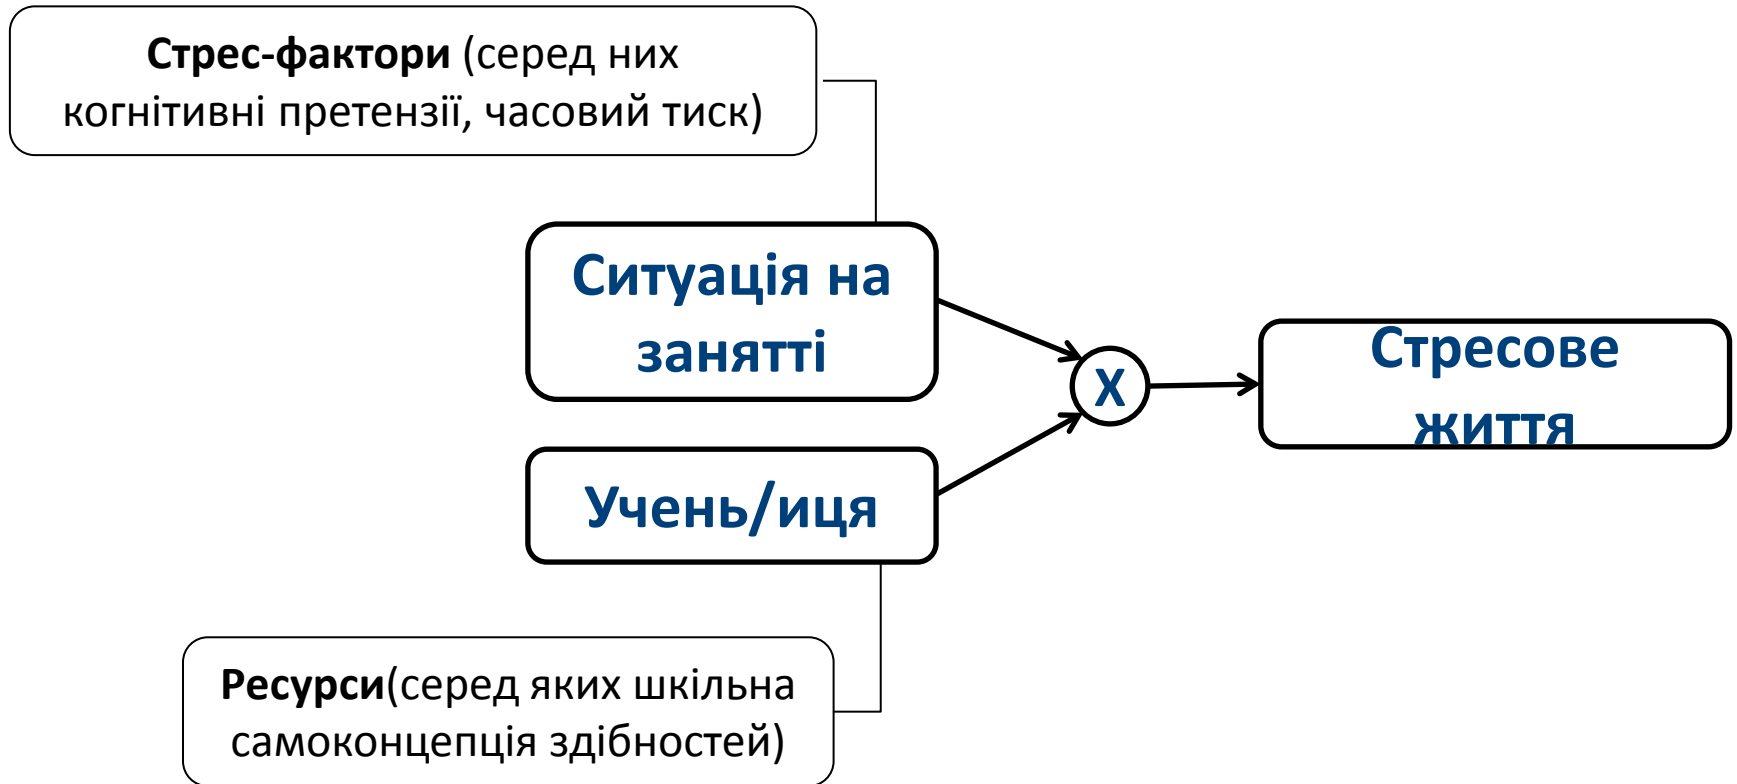 Стрес-фактори (серед них
когнітивні претензії, часовий тиск)
Ситуація на
занятті
X
Стресове
життя
Учень/иця
Ресурси(серед яких шкільна
самоконцепція здібностей)